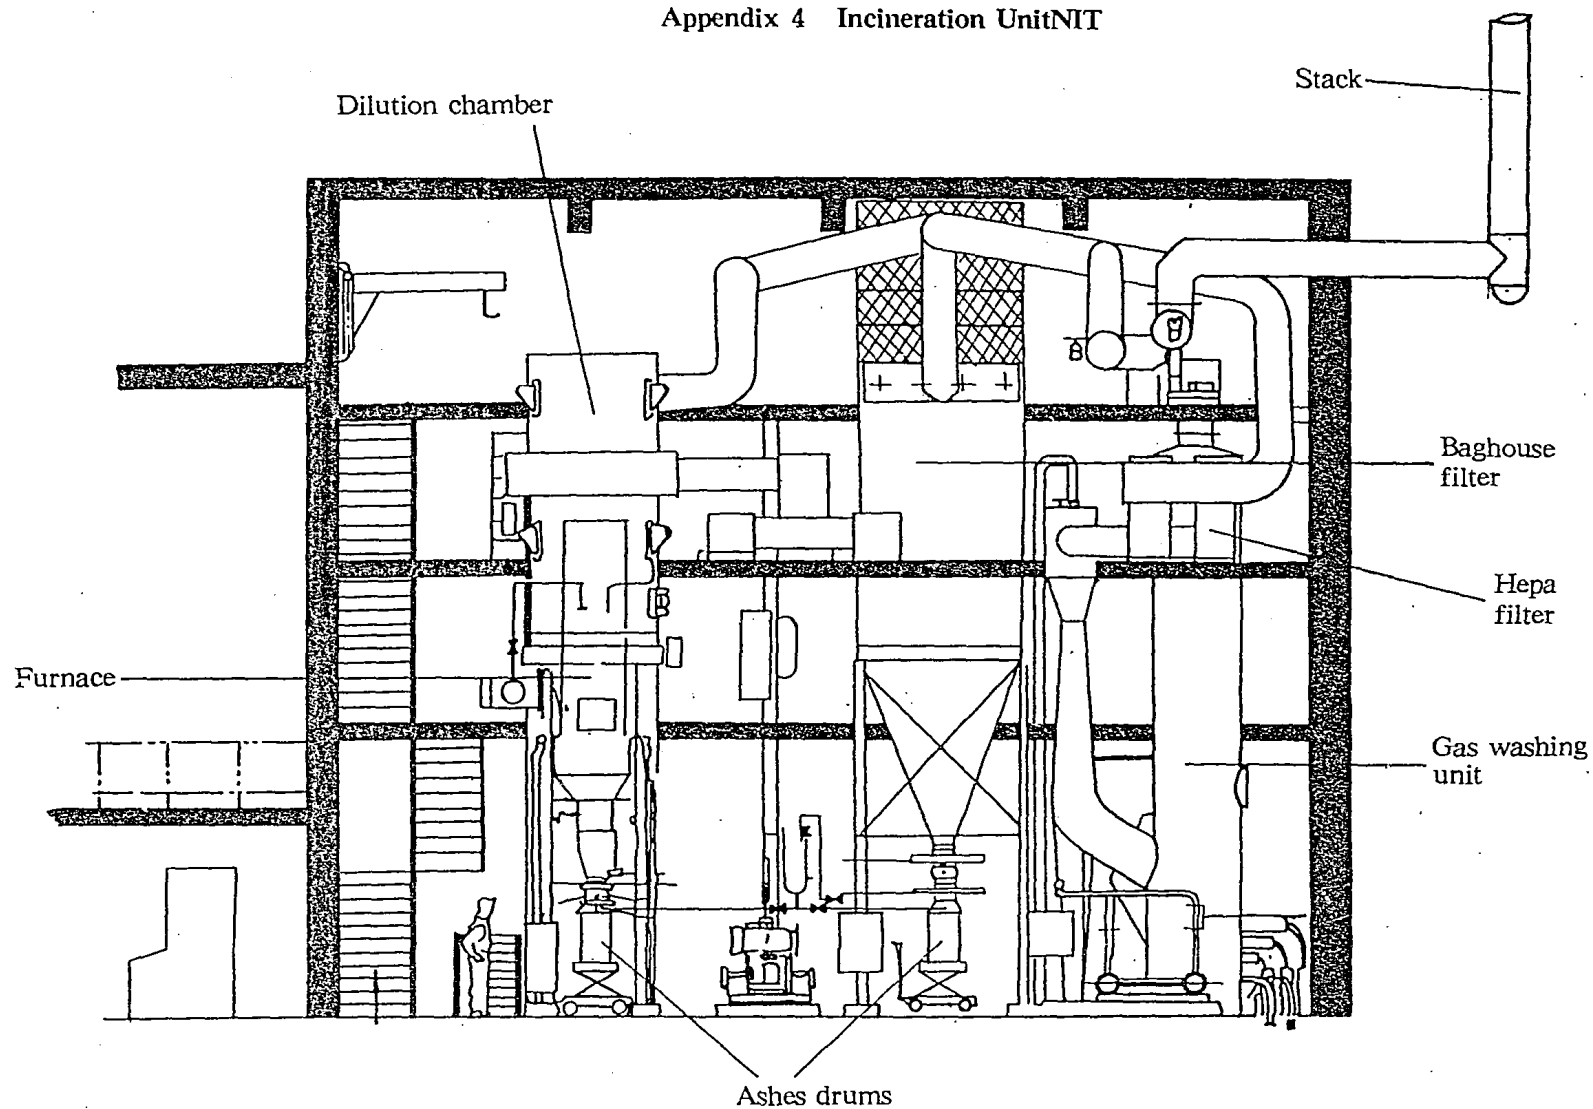 Appendix 4 Incineration UnitNIT
Stack
Dilution chamber
Baghouse
filter
Hepa
filter
Furnace
Gas washing
unit
Ashes drums